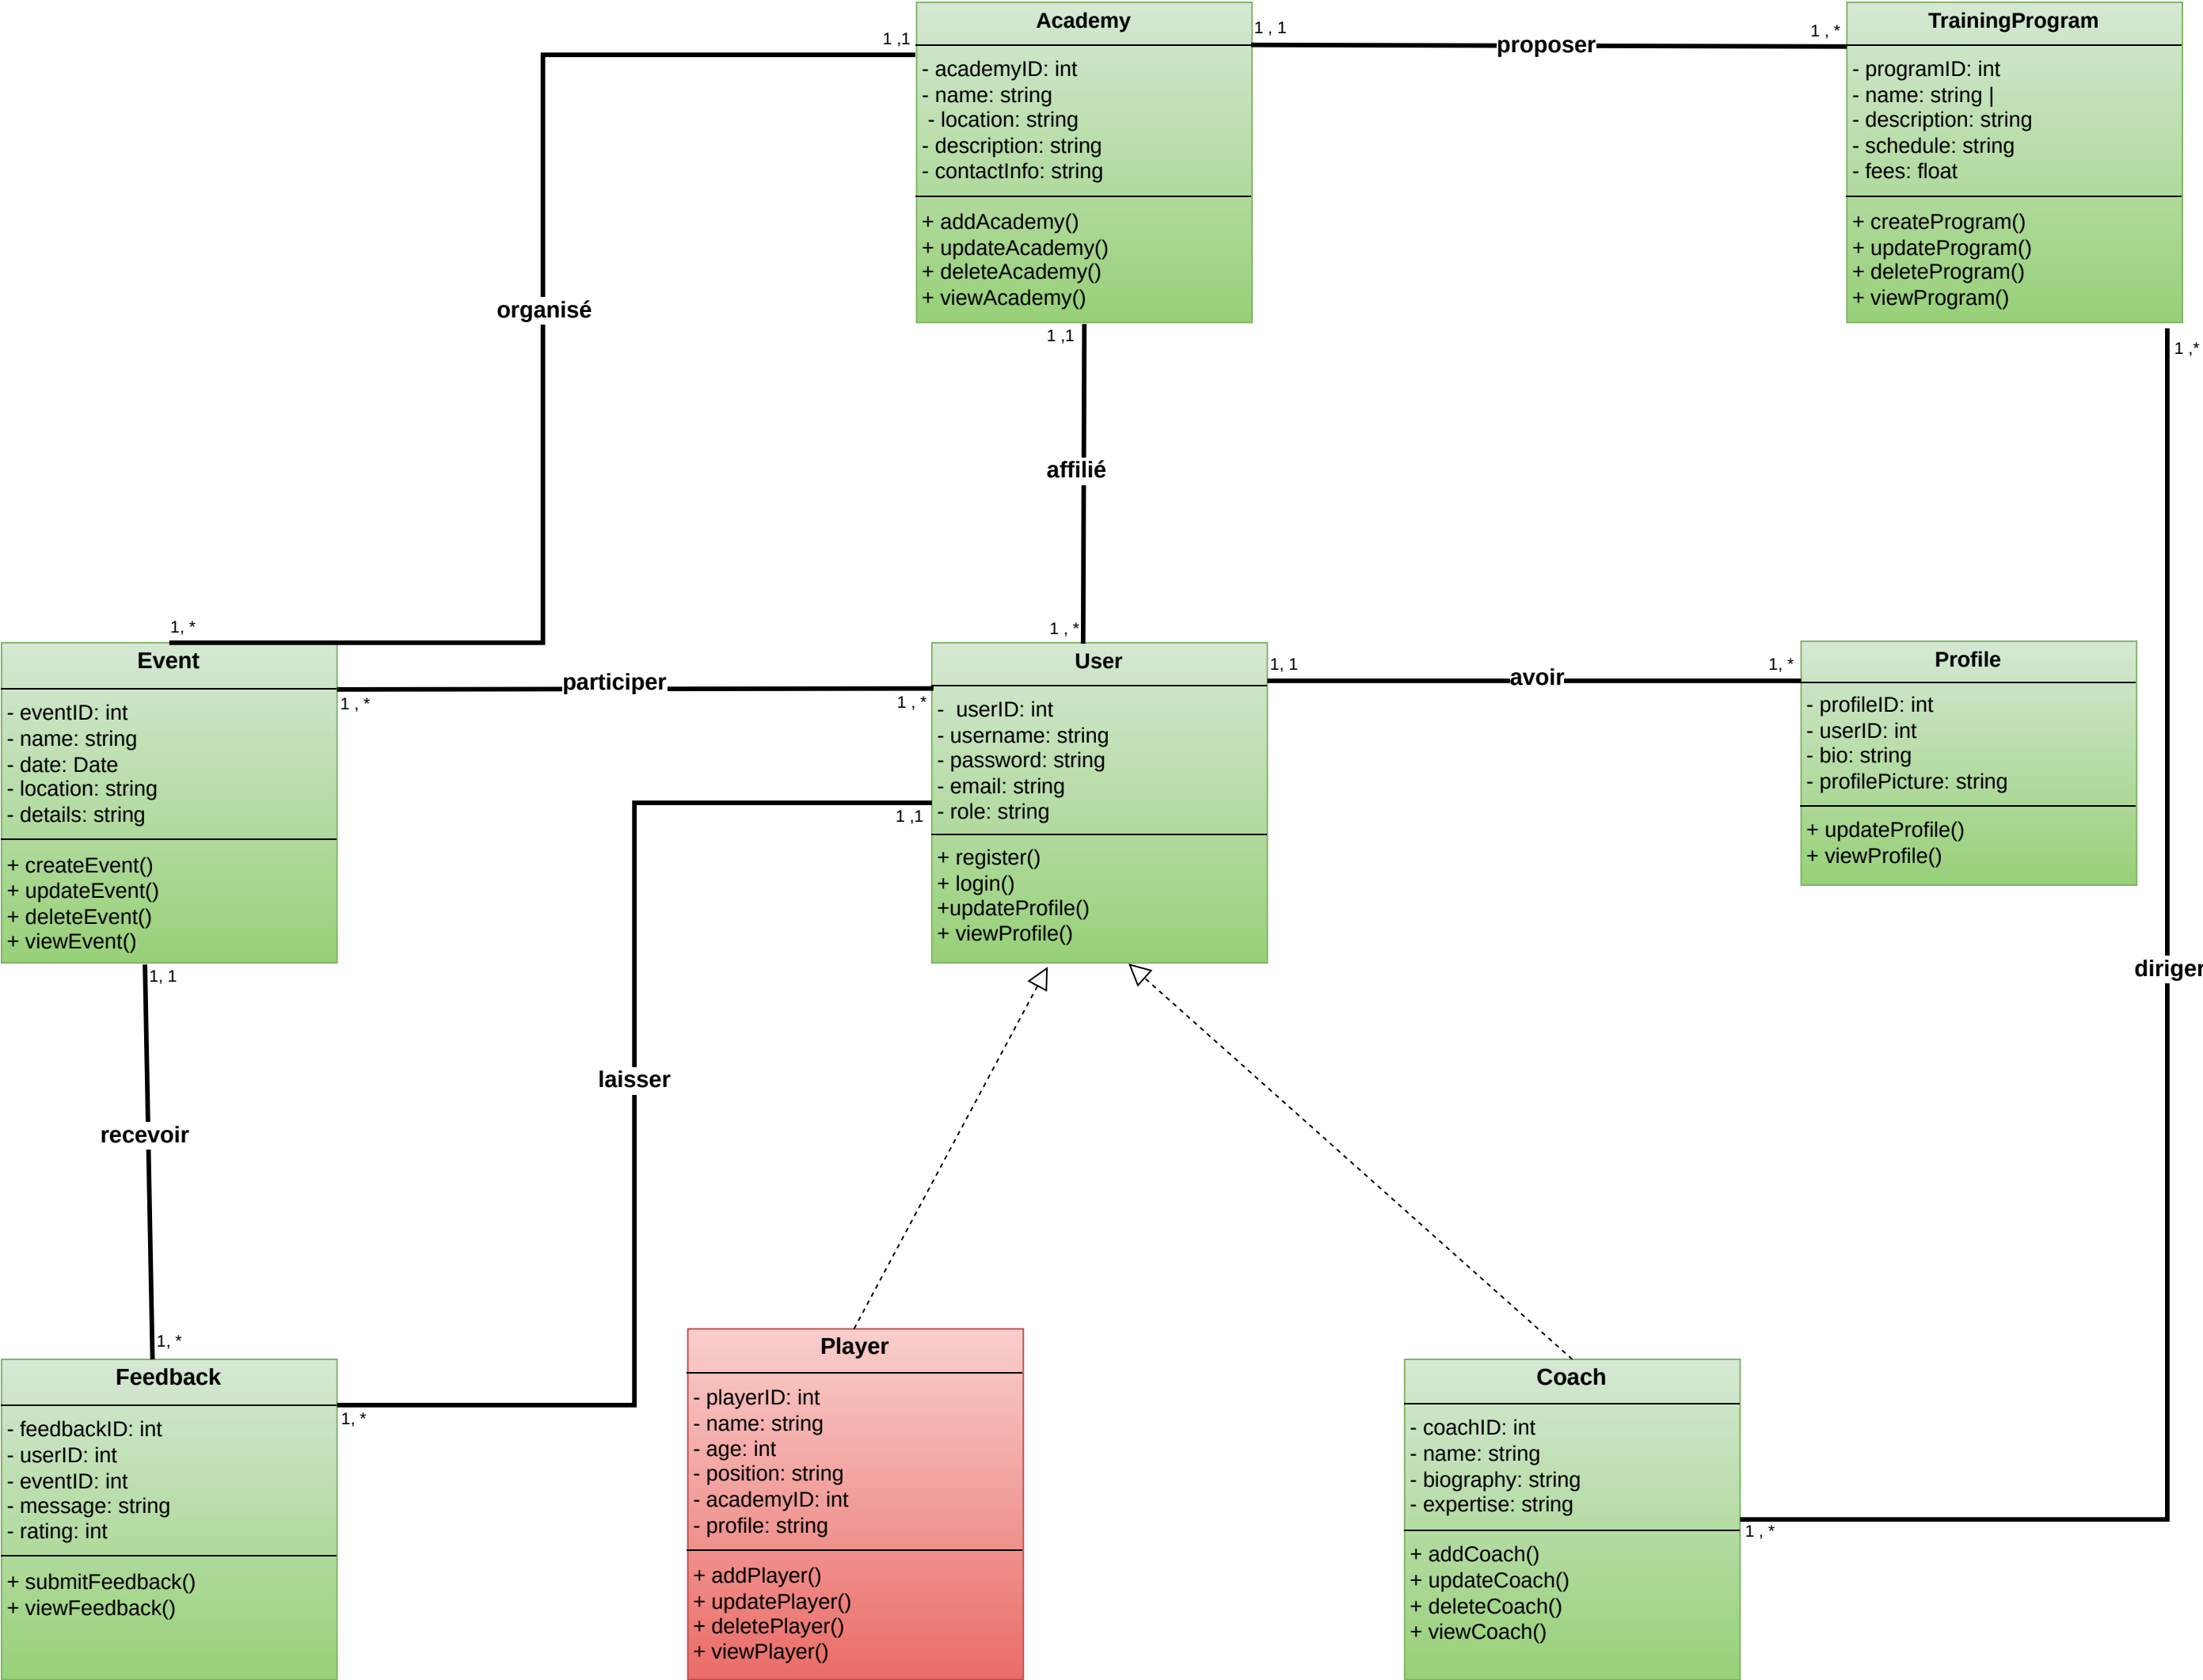 Academy
- academyID: int
- name: string
- location: string
- description: string
- contactInfo: string
+ addAcademy()
+ updateAcademy()
+ deleteAcademy()
+ viewAcademy()
1 ,1
1 , 1
proposer
1 , *
TrainingProgram
- programID: int
- name: string |
- description: string
- schedule: string
- fees: float
+ createProgram()
+ updateProgram()
+ deleteProgram()
+ viewProgram()
organisé
1 ,1
1 ,*
affilié
1, *
1 , *
Event
- eventID: int
- name: string
- date: Date
- location: string
- details: string
+ createEvent()
+ updateEvent()
+ deleteEvent()
+ viewEvent()
1 , *
participer
1 , *
User
-  userID: int
- username: string
- password: string
- email: string
- role: string
+ register()
+ login()
+updateProfile()
+ viewProfile()
1, 1
avoir
1, *
Profile
- profileID: int
- userID: int
- bio: string
- profilePicture: string
+ updateProfile()
+ viewProfile()
1 ,1
1, 1
diriger
laisser
recevoir
1, *
Feedback
- feedbackID: int
- userID: int
- eventID: int
- message: string
- rating: int
+ submitFeedback()
+ viewFeedback()
1, *
Player
- playerID: int
- name: string
- age: int
- position: string
- academyID: int
- profile: string
+ addPlayer()
+ updatePlayer()
+ deletePlayer()
+ viewPlayer()
Coach
- coachID: int
- name: string
- biography: string
- expertise: string
+ addCoach()
+ updateCoach()
+ deleteCoach()
+ viewCoach()
1 , *